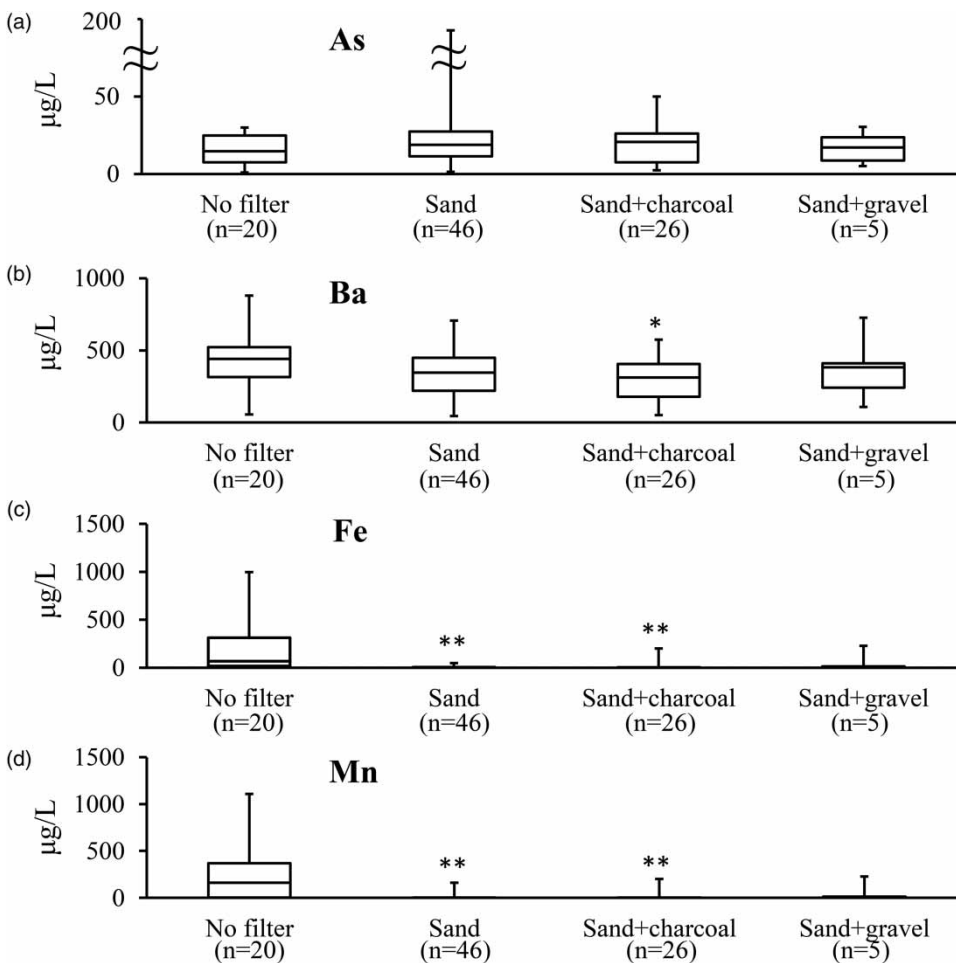 (a)
200
As
µg/L
50
0
No filter Sand Sand+charcoal Sand+gravel
(n=20) (n=46) (n=26) (n=5)
(b)
1000
Ba
µg/L
*
500
0
No filter Sand Sand+charcoal Sand+gravel
(n=20) (n=46) (n=26) (n=5)
(c)
1500
Fe
1000
µg/L
500
** **
0
No filter Sand Sand+charcoal Sand+gravel
(n=20) (n=46) (n=26) (n=5)
(d)
1500
Mn
1000
µg/L
500
** **
0
No filter Sand Sand+charcoal Sand+gravel
(n=20) (n=46) (n=26) (n=5)